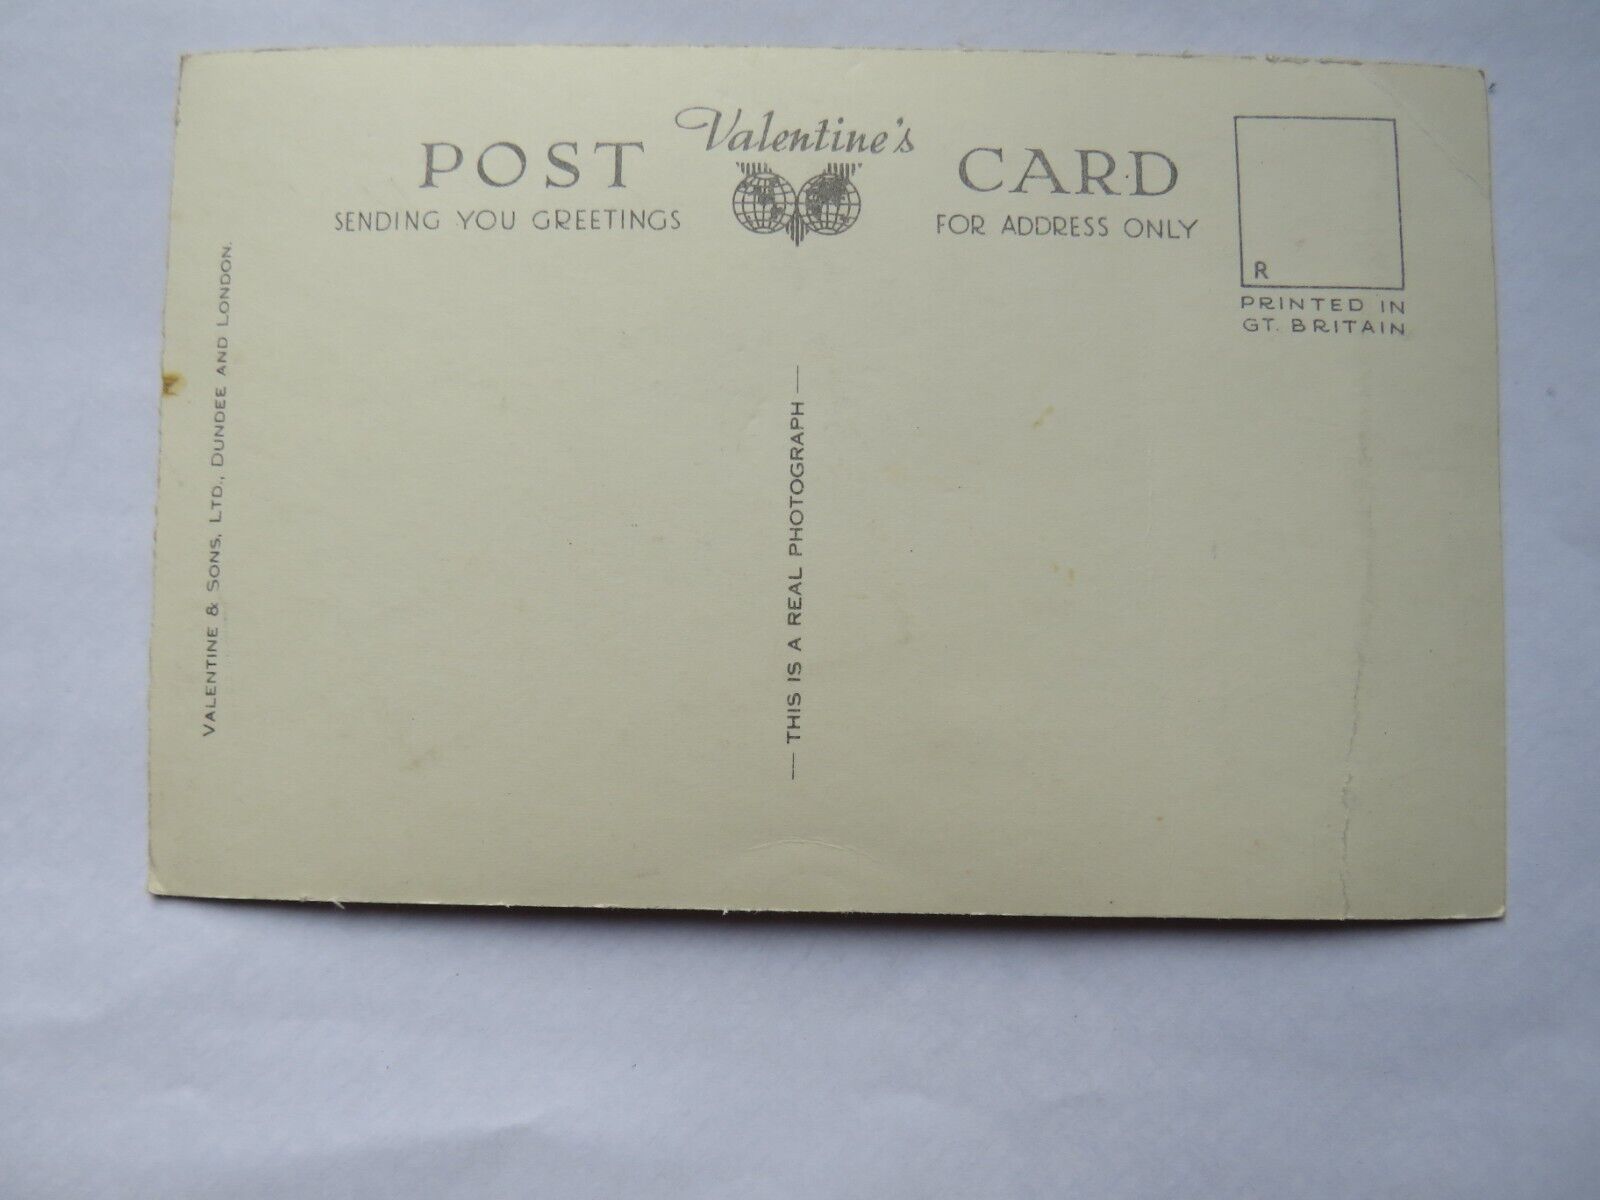 POST Valentine's CARD
SENDING YOU GREETINGS
FOR ADDRESS ONLY
R
PRINTED IN
GT. BRITAIN
VALENTINE & SONS, LTD., DUNDEE AND LONDON.
— THIS IS A REAL PHOTOGRAPH —